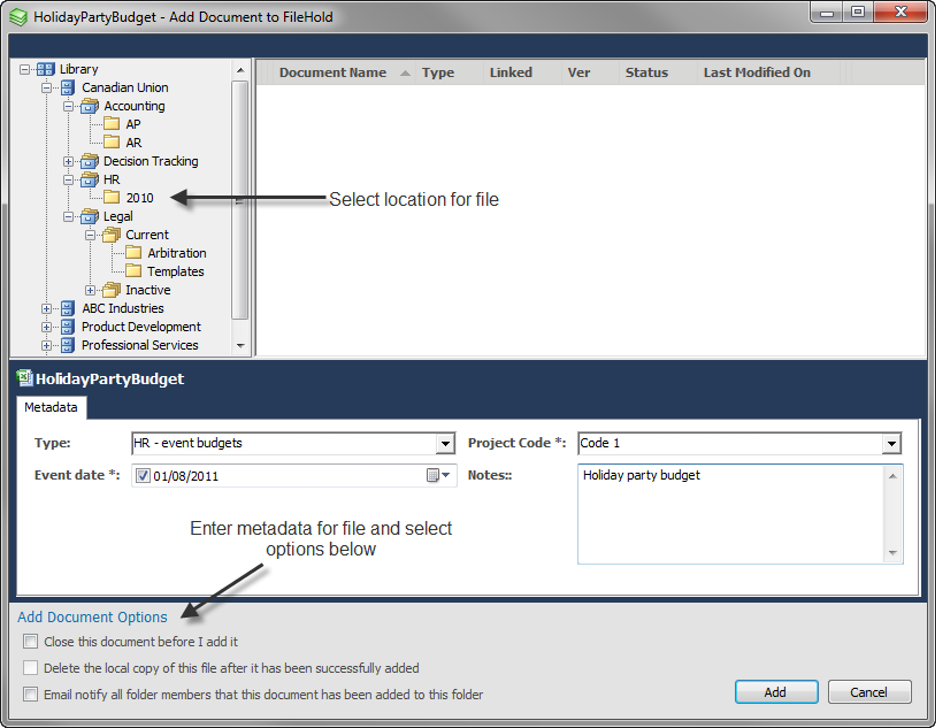 HolidayPartyBudget - Add Document to FileHold
Library
Canadian Union
Accounting
AP
AR
Decision Tracking
HR
2010
Legal
Current
Arbitration
Templates
Inactive
ABC Industries
Product Development
Professional Services
Document Name Type Linked Ver Status Last Modified On
Select location for file
HolidayPartyBudget
Metadata
Type: HR - event budgets Project Code *: Code 1
Event date *: 01/08/2011 Notes:: Holiday party budget
Enter metadata for file and select
options below
Add Document Options
Close this document before I add it
Delete the local copy of this file after it has been successfully added
Email notify all folder members that this document has been added to this folder
Add Cancel